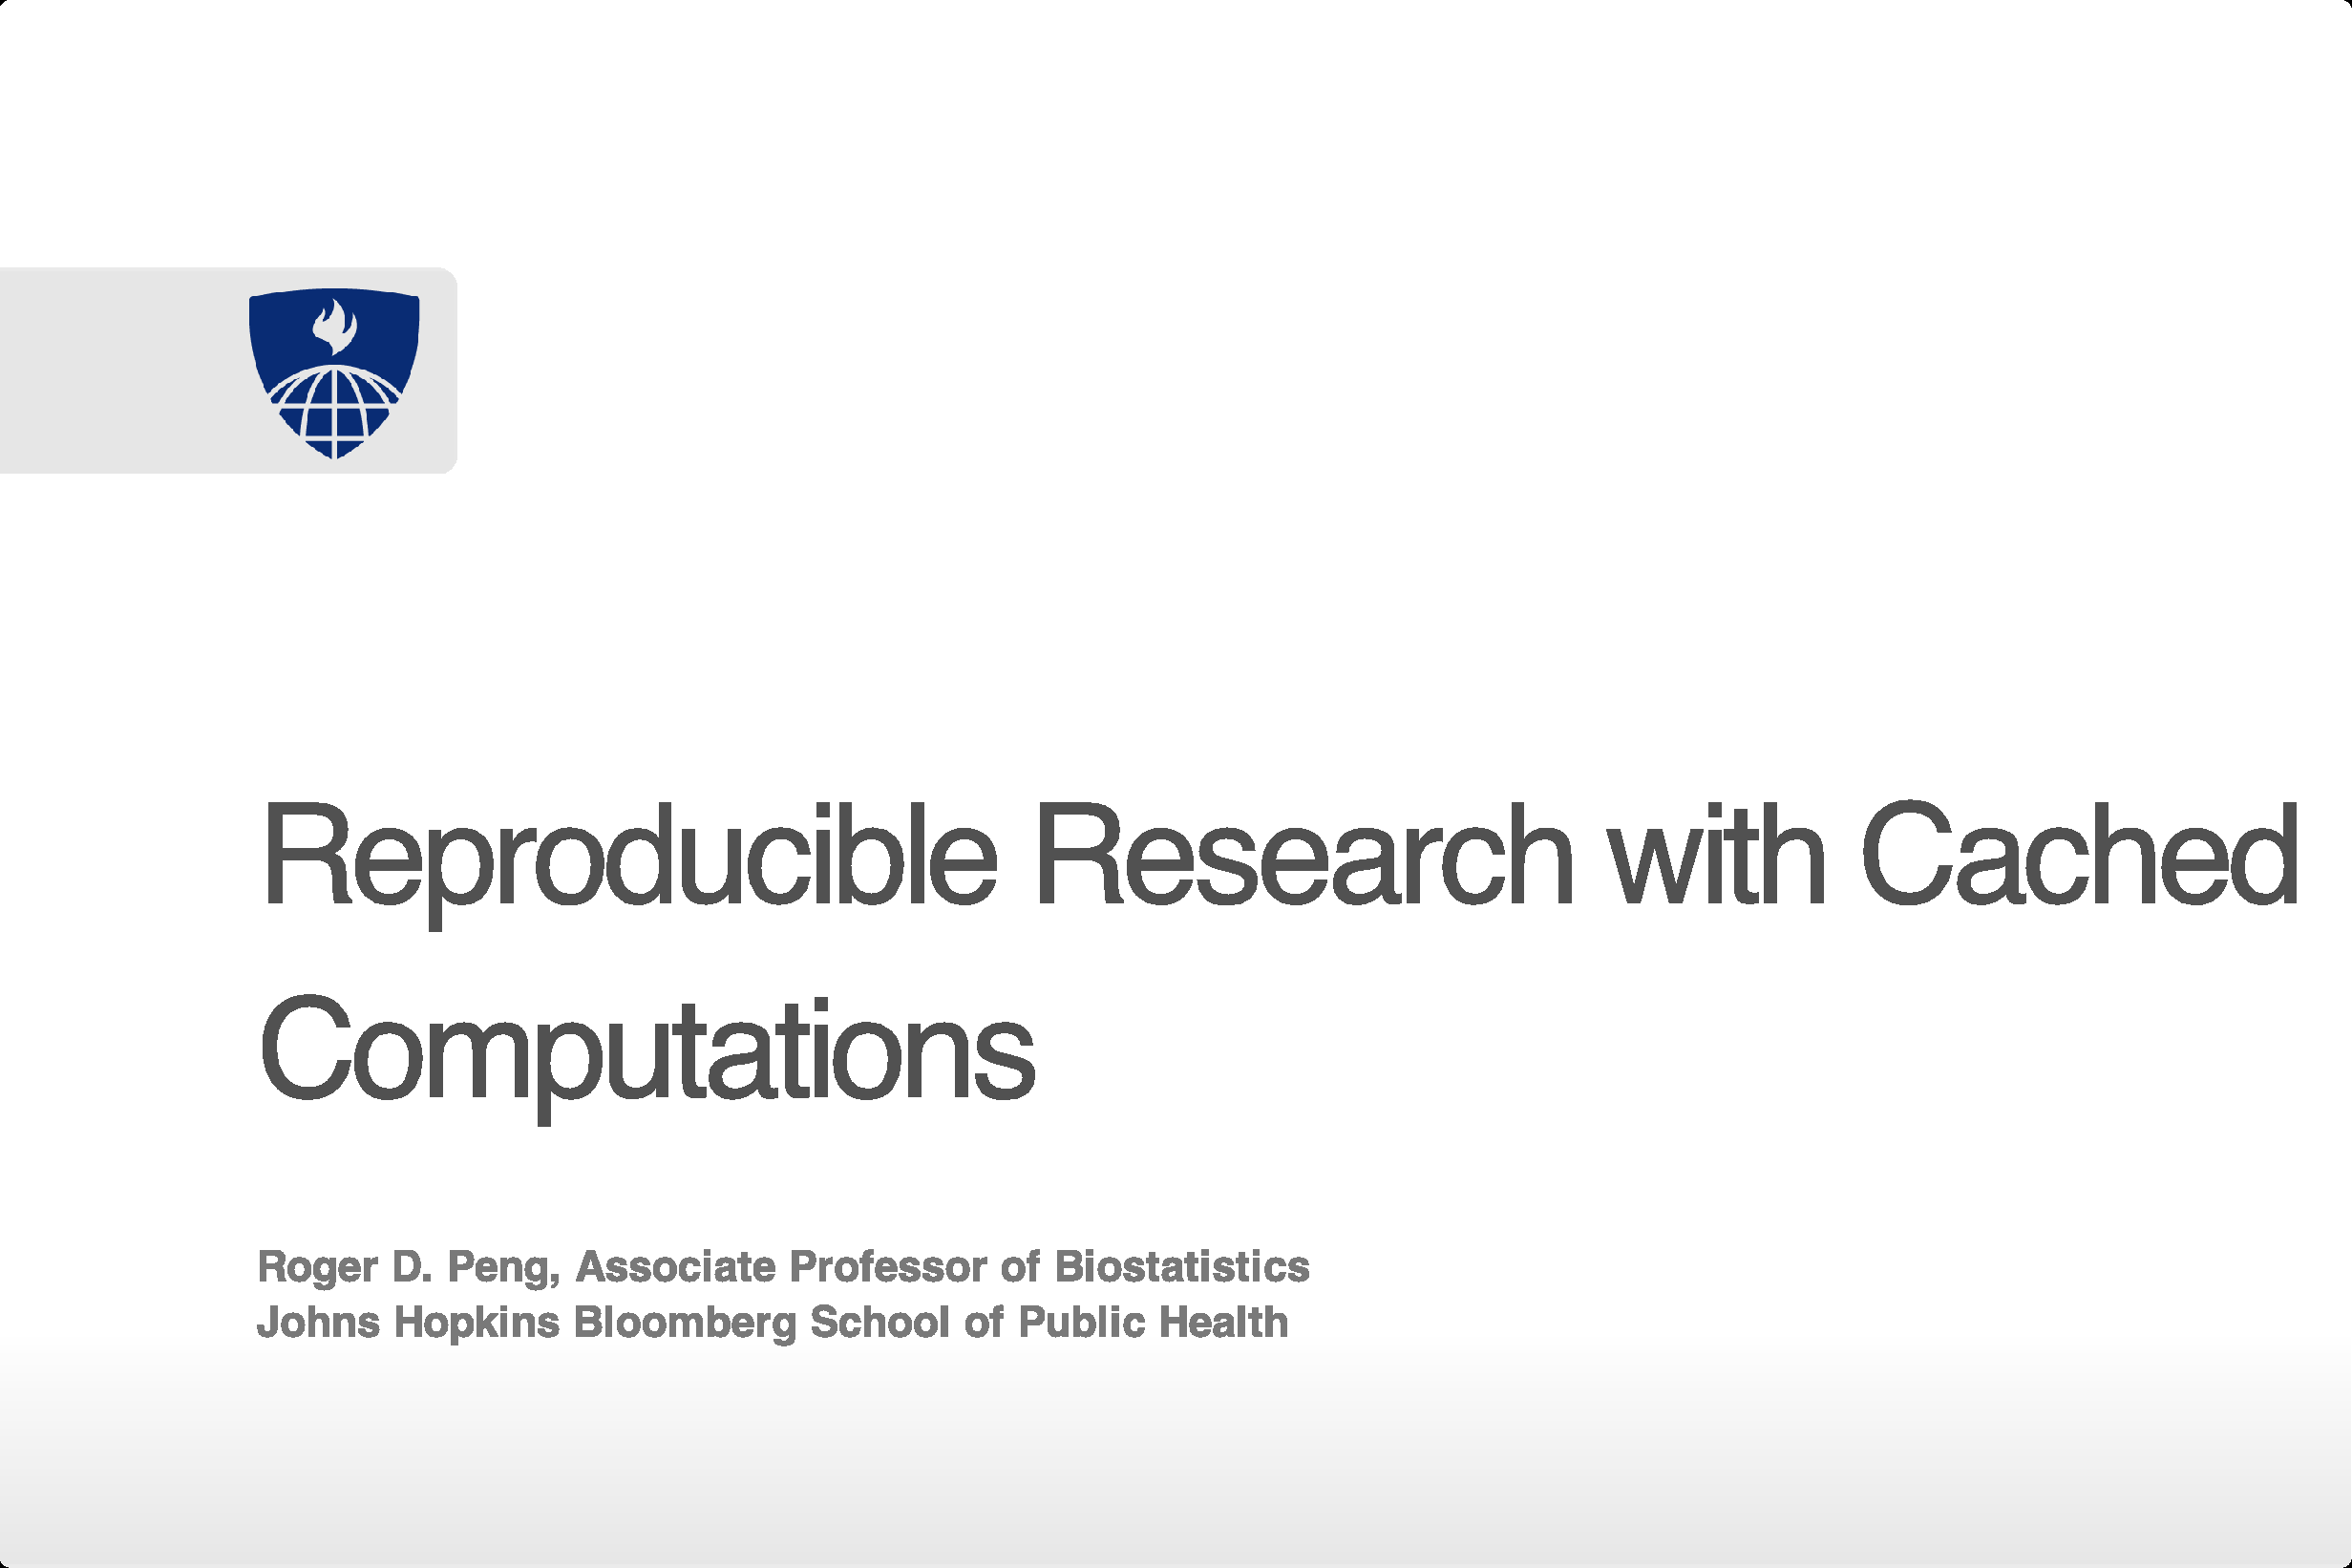 Reproducible Research with Cached
Computations
Roger D. Peng, Associate Professor of Biostatistics
Johns Hopkins Bloomberg School of Public Health